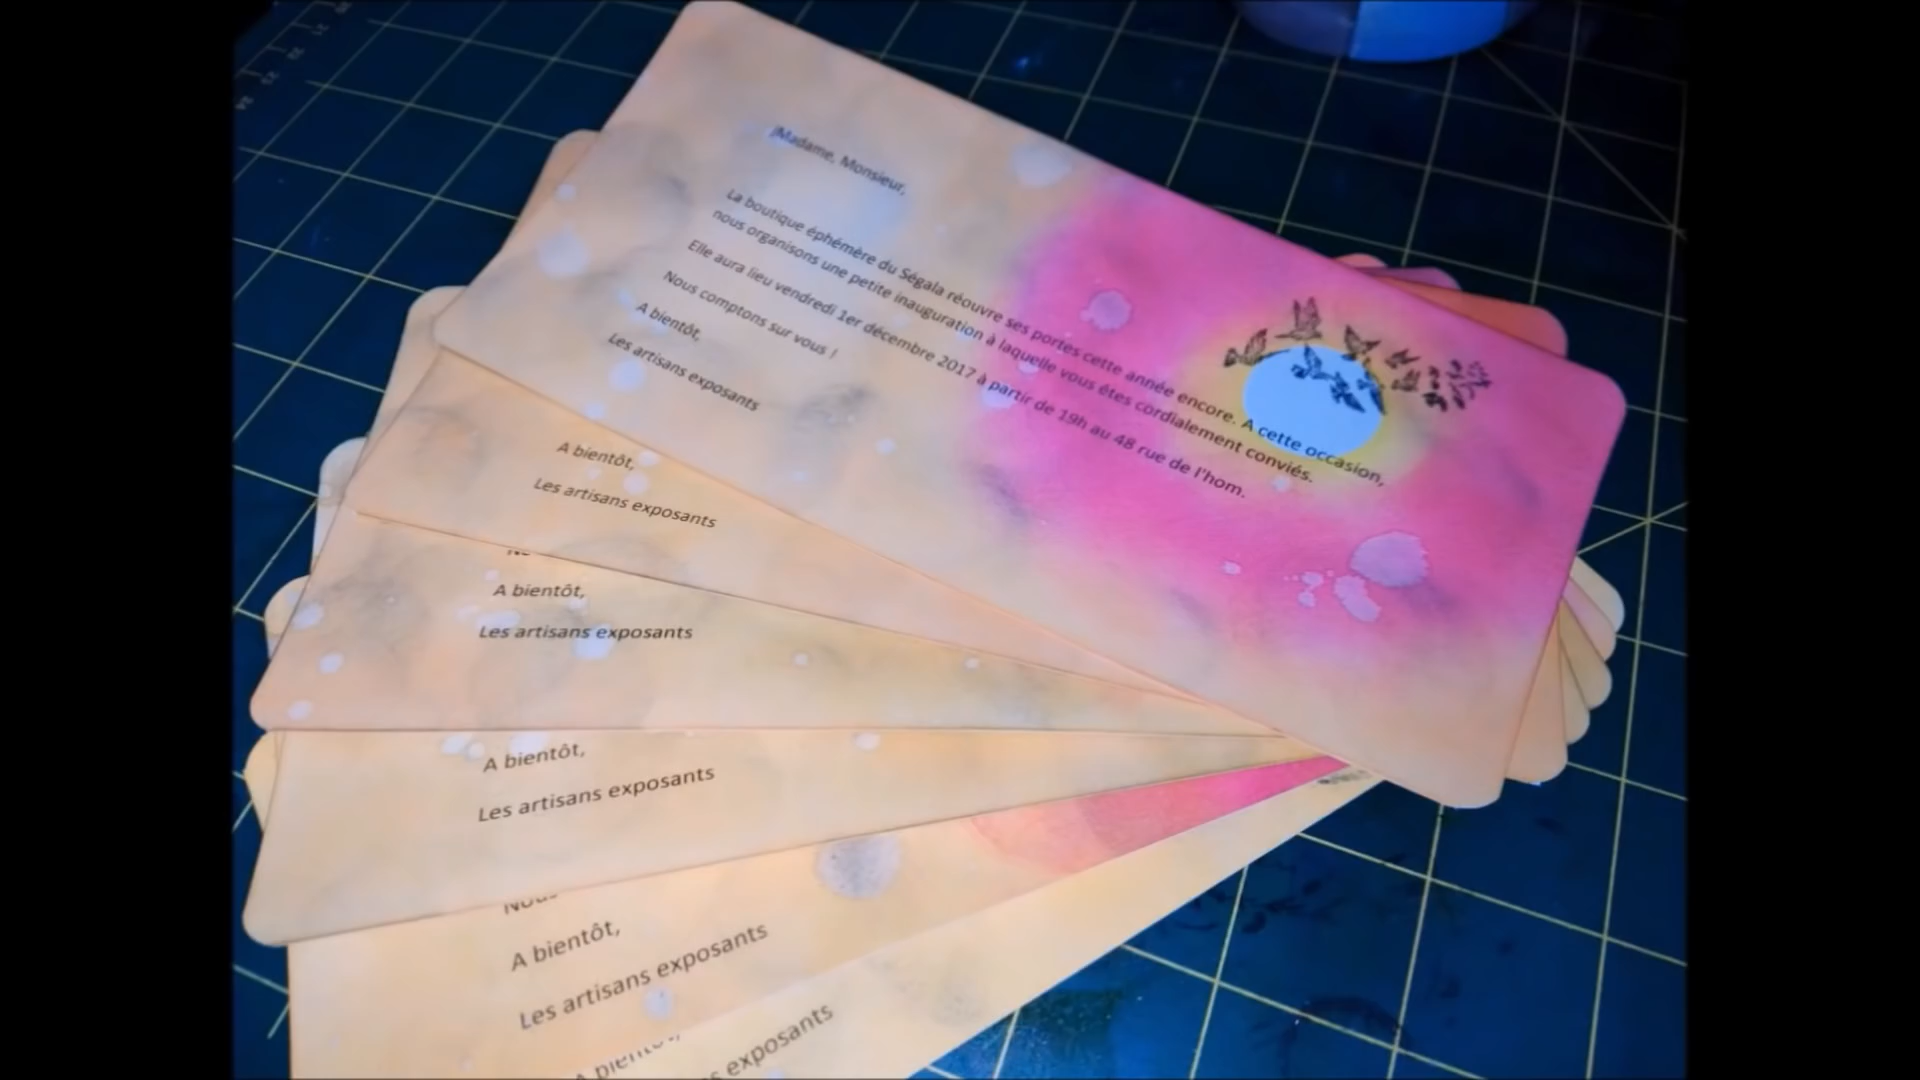 Madame, Monsieur,
La boutique éphémère du Ségala réouvre ses portes cette année encore. A cette occasion,
nous organisons une petite inauguration à laquelle vous êtes cordialement conviés.
Elle aura lieu vendredi 1er décembre 2017 à partir de 19h au 48 rue de l'hom.
Nous comptons sur vous !
A bientôt,
Les artisans exposants
A bientôt,
Les artisans exposants
A bientôt,
Les artisans exposants
A bientôt,
Les artisans exposants
A bientôt,
Les artisans exposants
A bientôt,
exposants